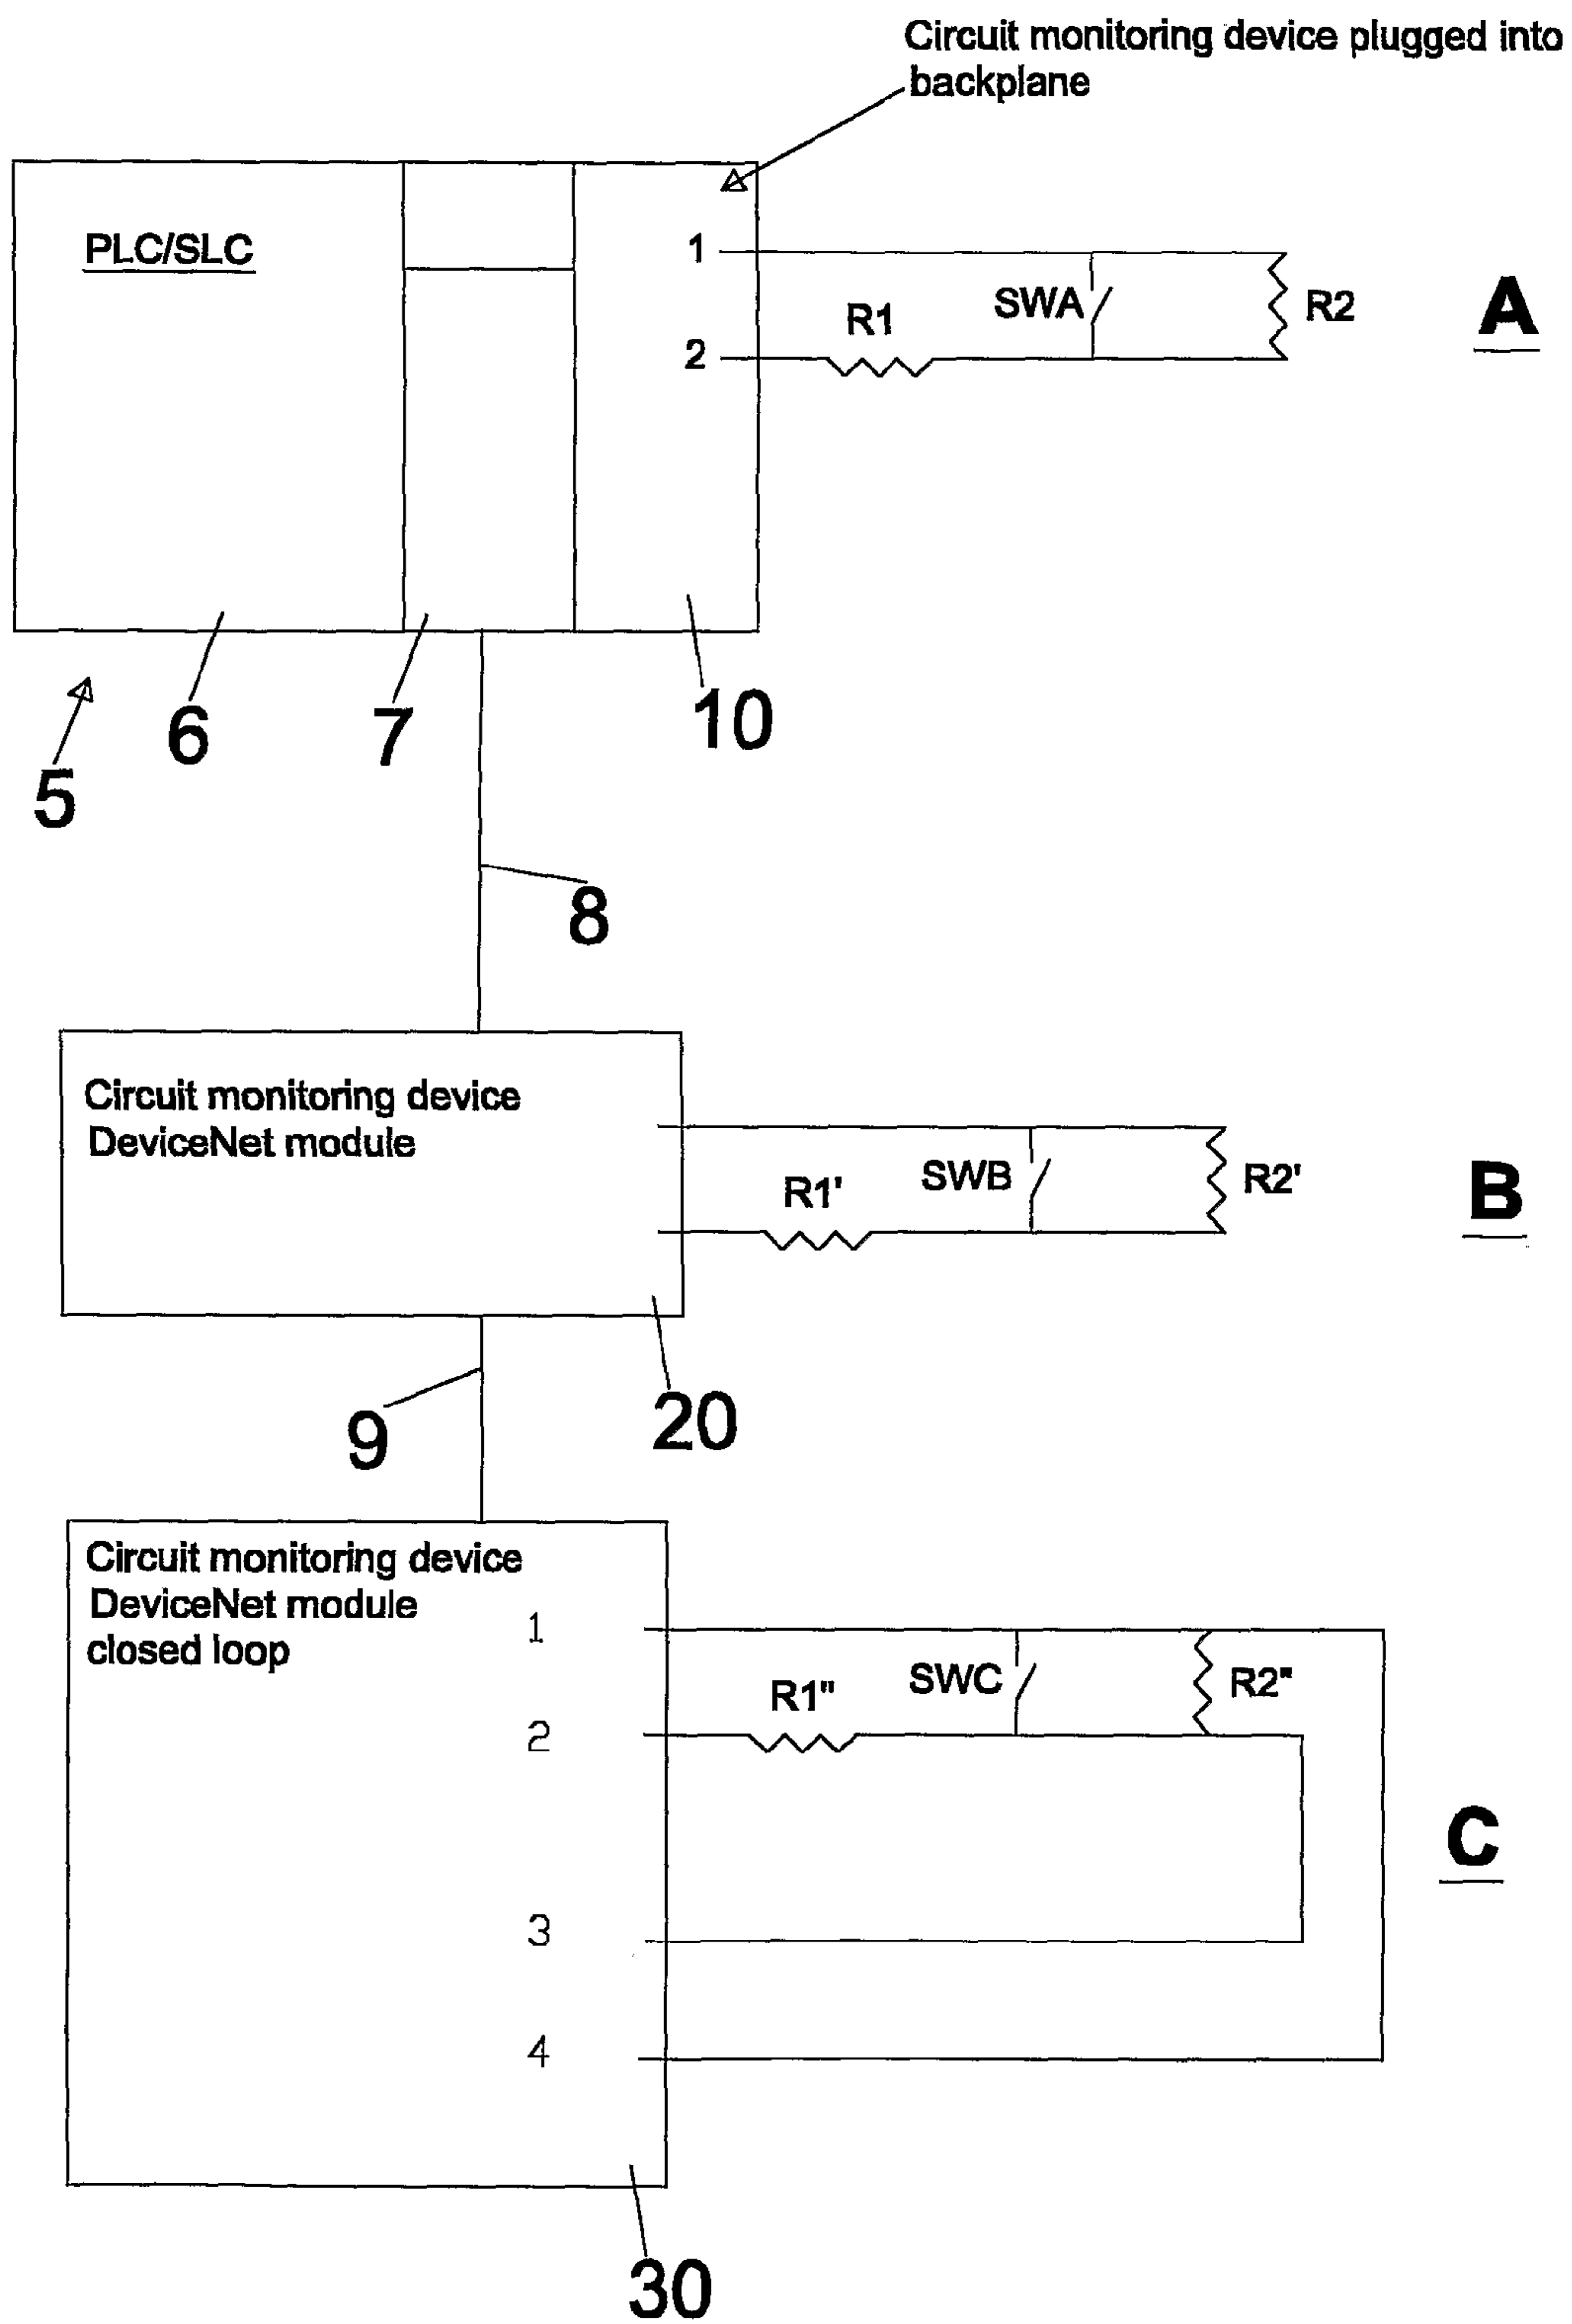 Circuit monitoring device plugged into
backplane
PLC/SLC
1
SWA
R2
A
R1
2
6
7
10
5
8
Circuit monitoring device
DeviceNet module
SWB
R2'
B
R1'
9
20
Circuit monitoring device
DeviceNet module
closed loop
1
SWC
R2"
R1"
2
C
3
4
30